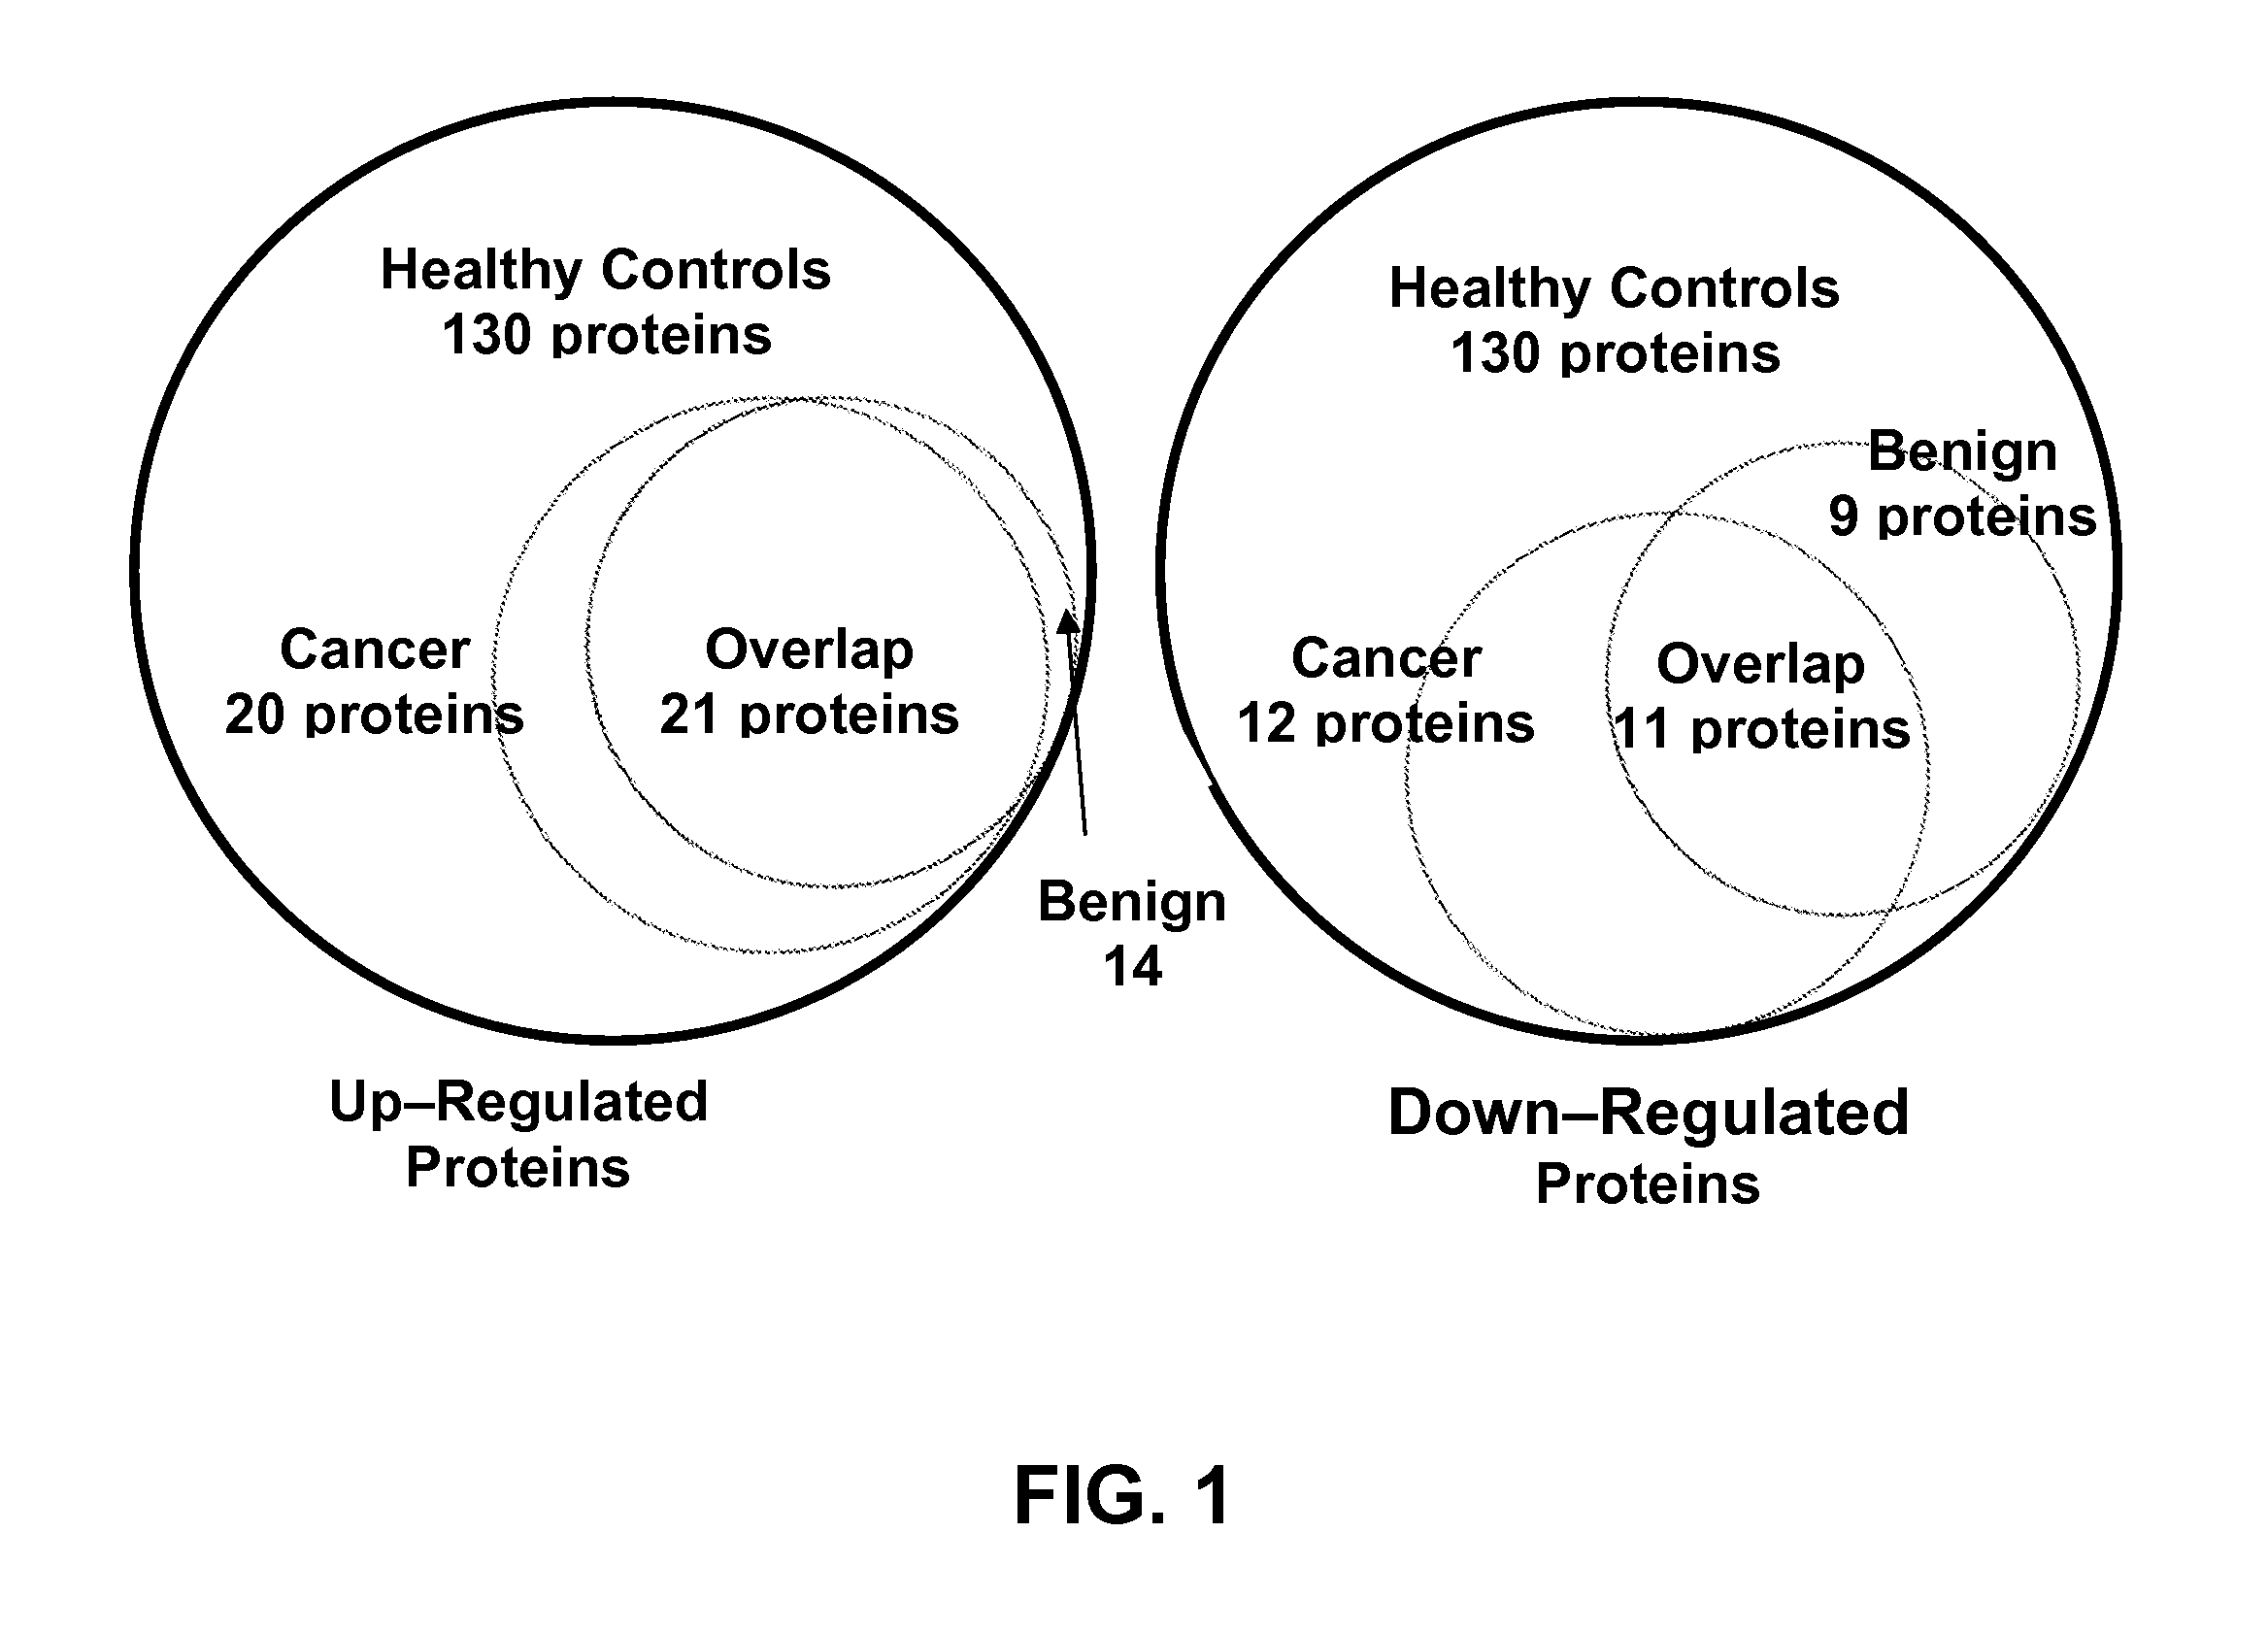 Healthy Controls
130 proteins
Cancer
20 proteins
Overlap
21 proteins
Benign
14
Up–Regulated
Proteins
Healthy Controls
130 proteins
Benign
9 proteins
Cancer
12 proteins
Overlap
11 proteins
Down–Regulated
Proteins
FIG. 1